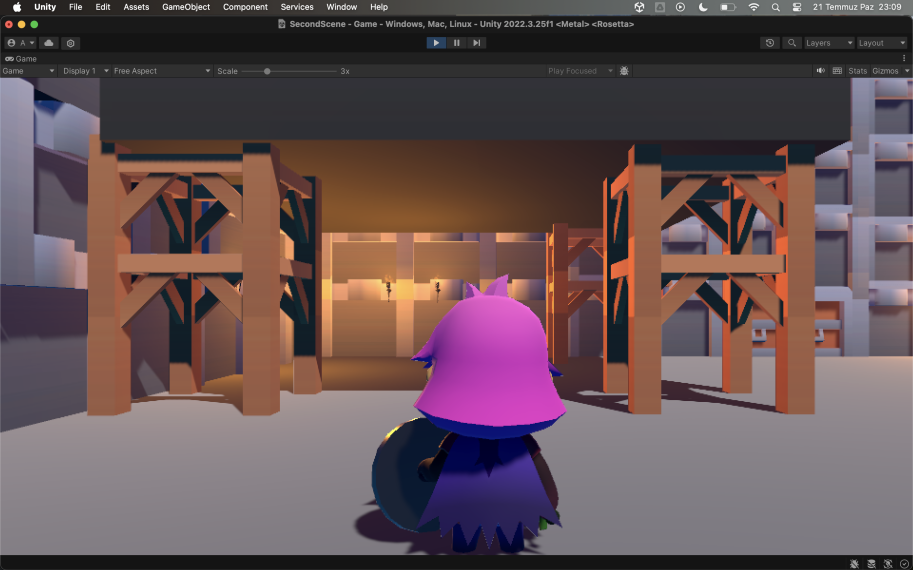 Unity File Edit Assets GameObject Component Services Window Help 21 Temmuz Paz 23:09
SecondScene - Game - Windows, Mac, Linux - Unity 2022.3.25f1 <Metal> <Rosetta>
A Layers Layout
Game
Game Display 1 Free Aspect Scale 3x Play Focused Stats Gizmos